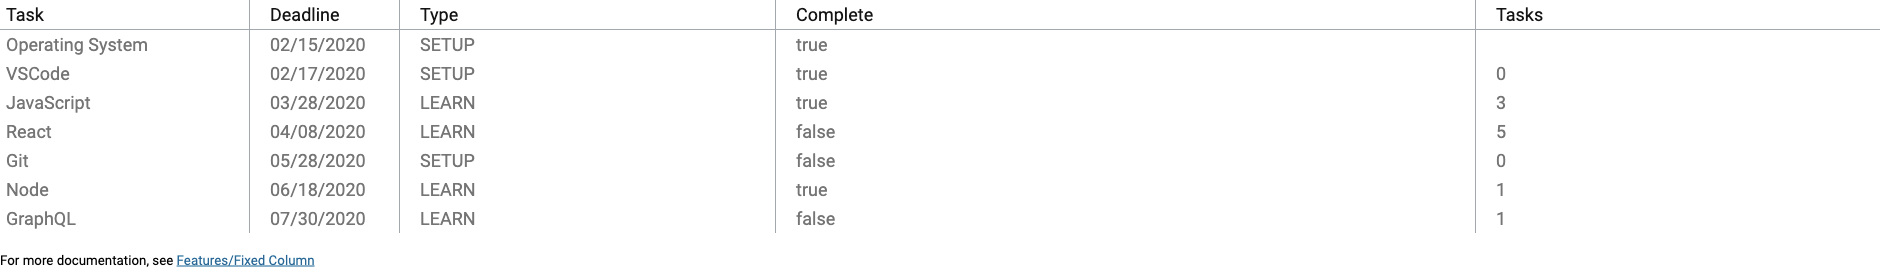 Task Deadline Type Complete Tasks
Operating System 02/15/2020 SETUP true
VSCode 02/17/2020 SETUP true 0
JavaScript 03/28/2020 LEARN true 3
React 04/08/2020 LEARN false 5
Git 05/28/2020 SETUP false 0
Node 06/18/2020 LEARN true 1
GraphQL 07/30/2020 LEARN false 1
For more documentation, see Features/Fixed Column